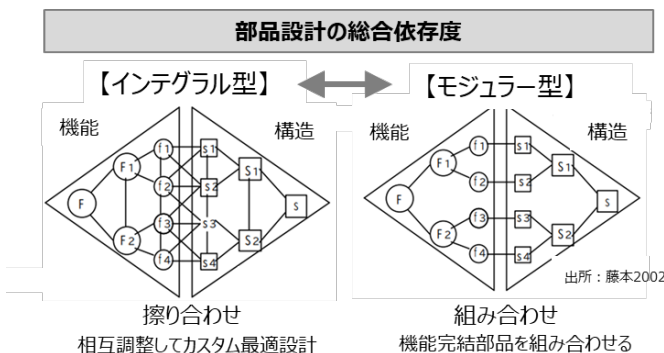 部品設計の総合依存度
【インテグラル型】
【モジュラー型】
機能
構造
F
F1
F2
f1
f2
f3
f4
s1
s2
s3
s4
S1
S2
s
機能
構造
F
F1
F2
f1
f2
f3
f4
s1
s2
s3
s4
S1
S2
s
出所：藤本2002
擦り合わせ
相互調整してカスタム最適設計
組み合わせ
機能完結部品を組み合わせる